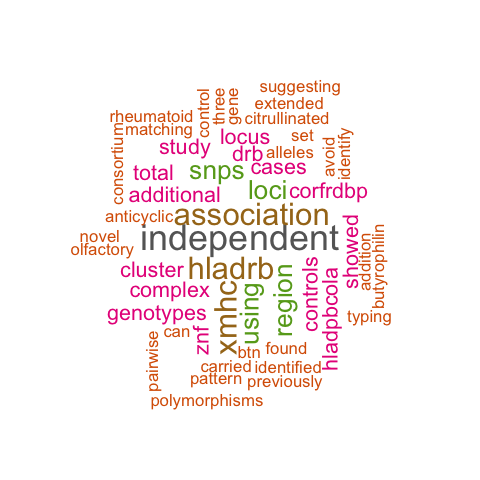 suggesting
extended
control
three
gene
citrullinated
rheumatoid
matching
consortium
study
locus
set
drb
alleles
avoid
identify
snps
cases
total
additional
loci
corfrdbp
anticyclic
association
novel
olfactory
independent
showed
addition
butyrophilin
cluster
hladrb
complex
xmhc
using
region
controls
hladpbcola
genotypes
can
znf
typing
btn
found
pairwise
carried
identified
pattern
previously
polymorphisms